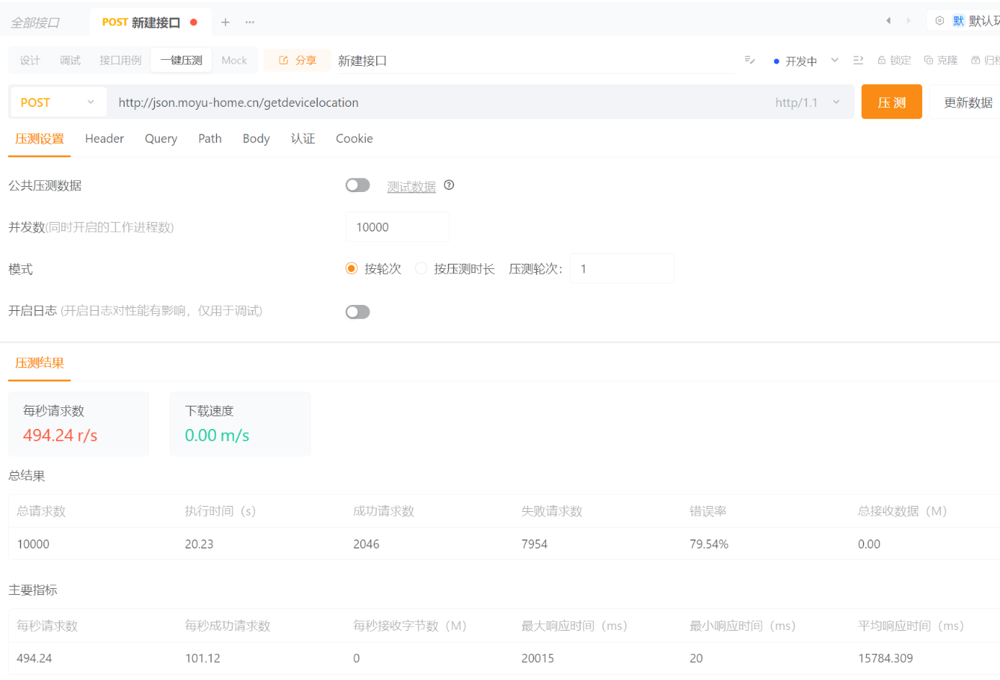 全部接口 POST 新建接口 + ··· 默 默认环
设计 调试 接口用例 一键压测 Mock 分享 新建接口 开发中 锁定 克隆 归档
POST http://json.moyu-home.cn/getdevicelocation http/1.1 压 测 更新数据
压测设置 Header Query Path Body 认证 Cookie
公共压测数据 测试数据 ?
并发数(同时开启的工作进程数) 10000
模式 按轮次 按压测时长 压测轮次: 1
开启日志 (开启日志对性能有影响，仅用于调试)
压测结果
每秒请求数 下载速度
494.24 r/s 0.00 m/s
总结果
总请求数 执行时间（s） 成功请求数 失败请求数 错误率 总接收数据（M）
10000 20.23 2046 7954 79.54% 0.00
主要指标
每秒请求数 每秒成功请求数 每秒接收字节数（M） 最大响应时间（ms） 最小响应时间（ms） 平均响应时间（ms）
494.24 101.12 0 20015 20 15784.309